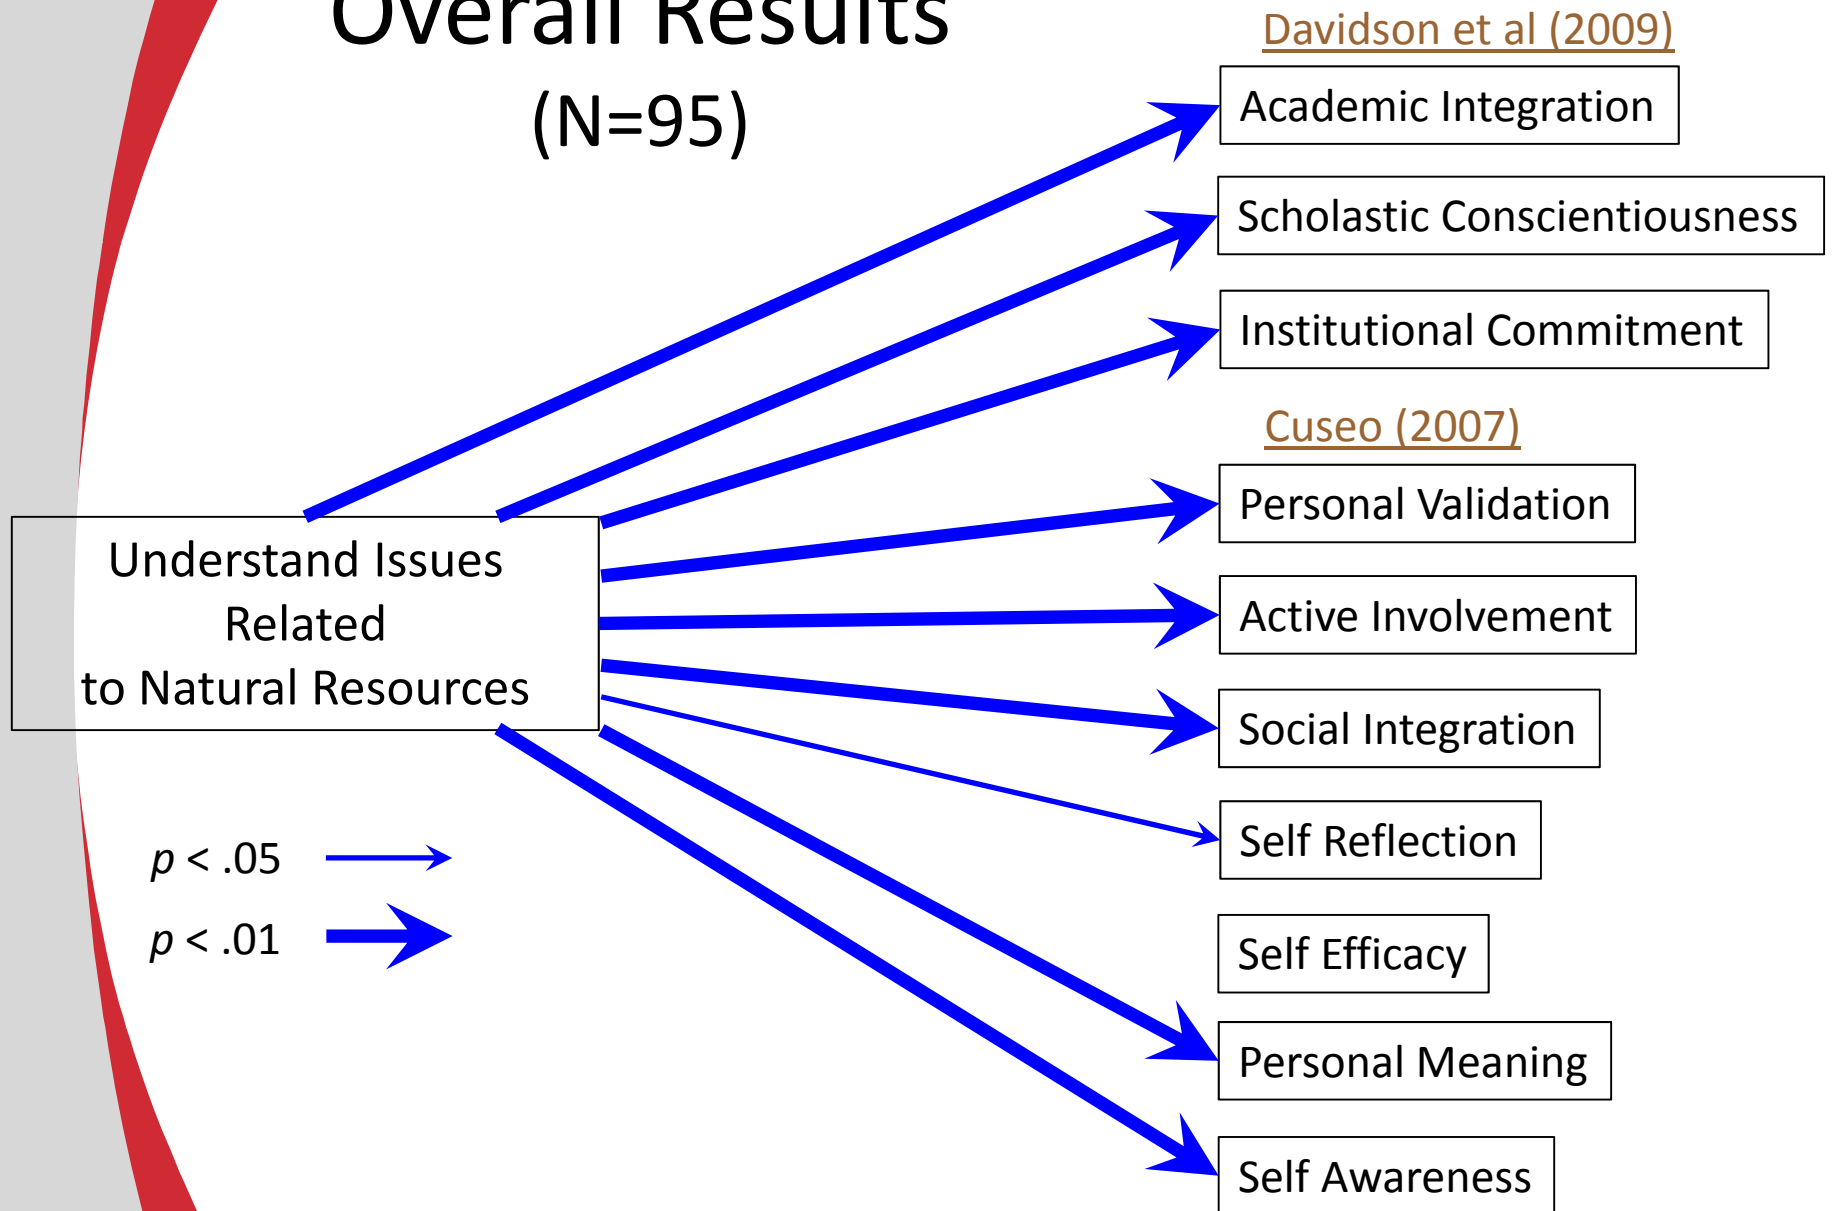 Overall Results
(N=95)
Davidson et al (2009)
Academic Integration
Scholastic Conscientiousness
Institutional Commitment
Cuseo (2007)
Personal Validation
Active Involvement
Social Integration
Self Reflection
Self Efficacy
Personal Meaning
Self Awareness
Understand Issues
Related
to Natural Resources
p < .05
p < .01